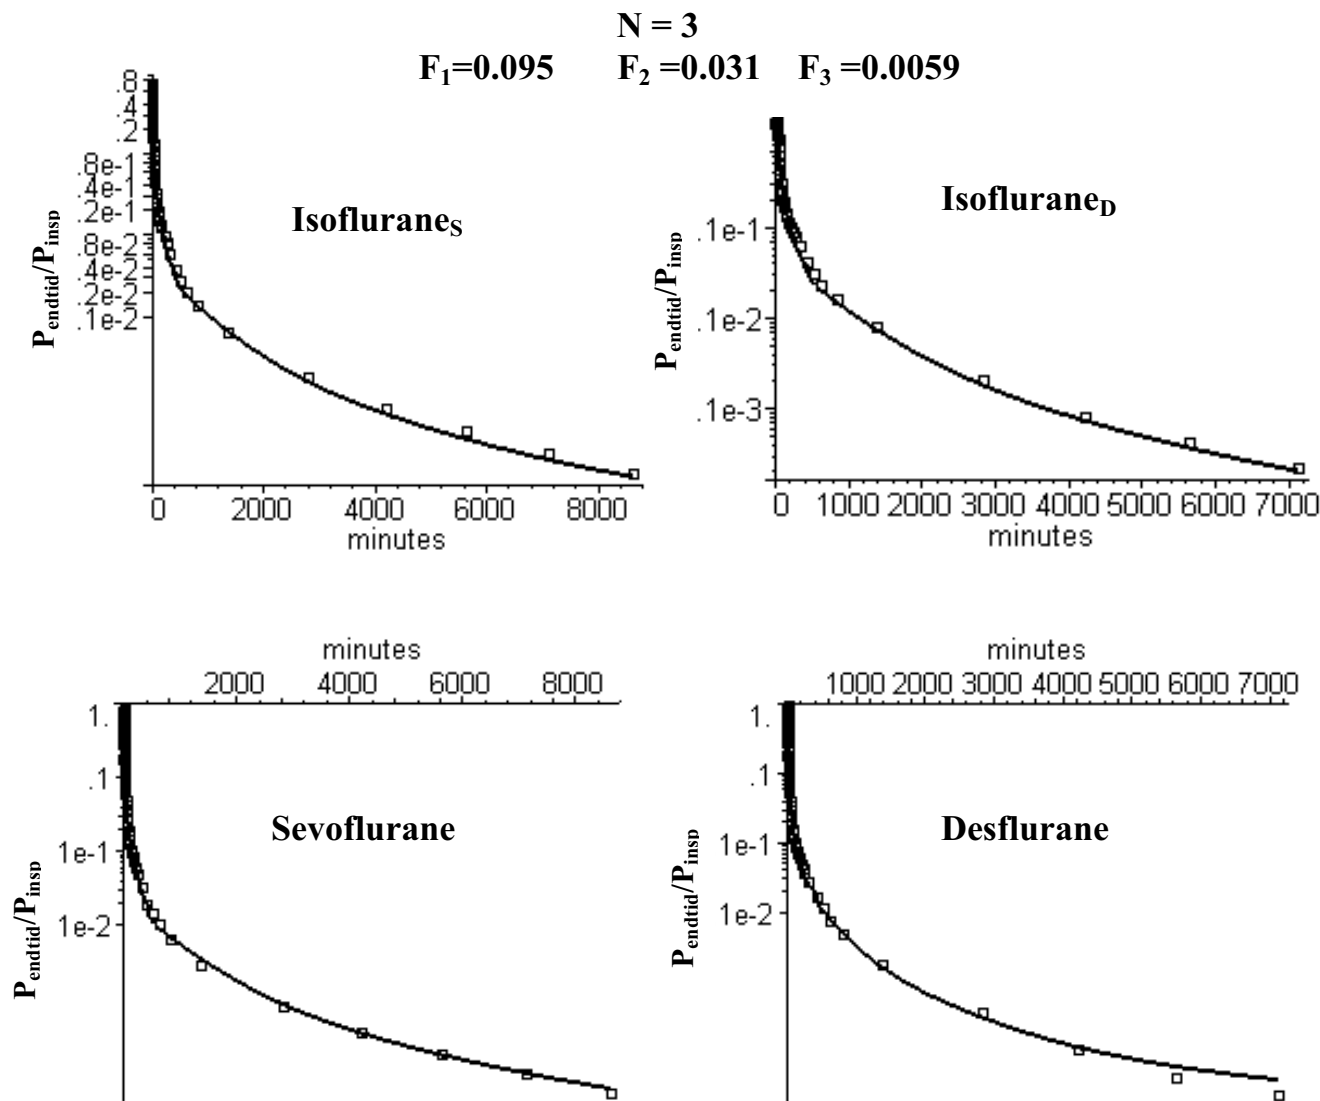 N = 3
F₁=0.095 F₂ =0.031 F₃ =0.0059
.8
.4
.2
.8e-1
.4e-1
.2e-1
.8e-2
.4e-2
.2e-2
.1e-2
Pendtid/Pinsp
IsofluraneS
0 2000 4000 6000 8000
minutes
.1e-1
.1e-2
.1e-3
Pendtid/Pinsp
IsofluraneD
0 1000 2000 3000 4000 5000 6000 7000
minutes
minutes
2000 4000 6000 8000
1.
.1
1e-1
1e-2
Pendtid/Pinsp
Sevoflurane
minutes
1000 2000 3000 4000 5000 6000 7000
1.
.1
1e-1
1e-2
Pendtid/Pinsp
Desflurane